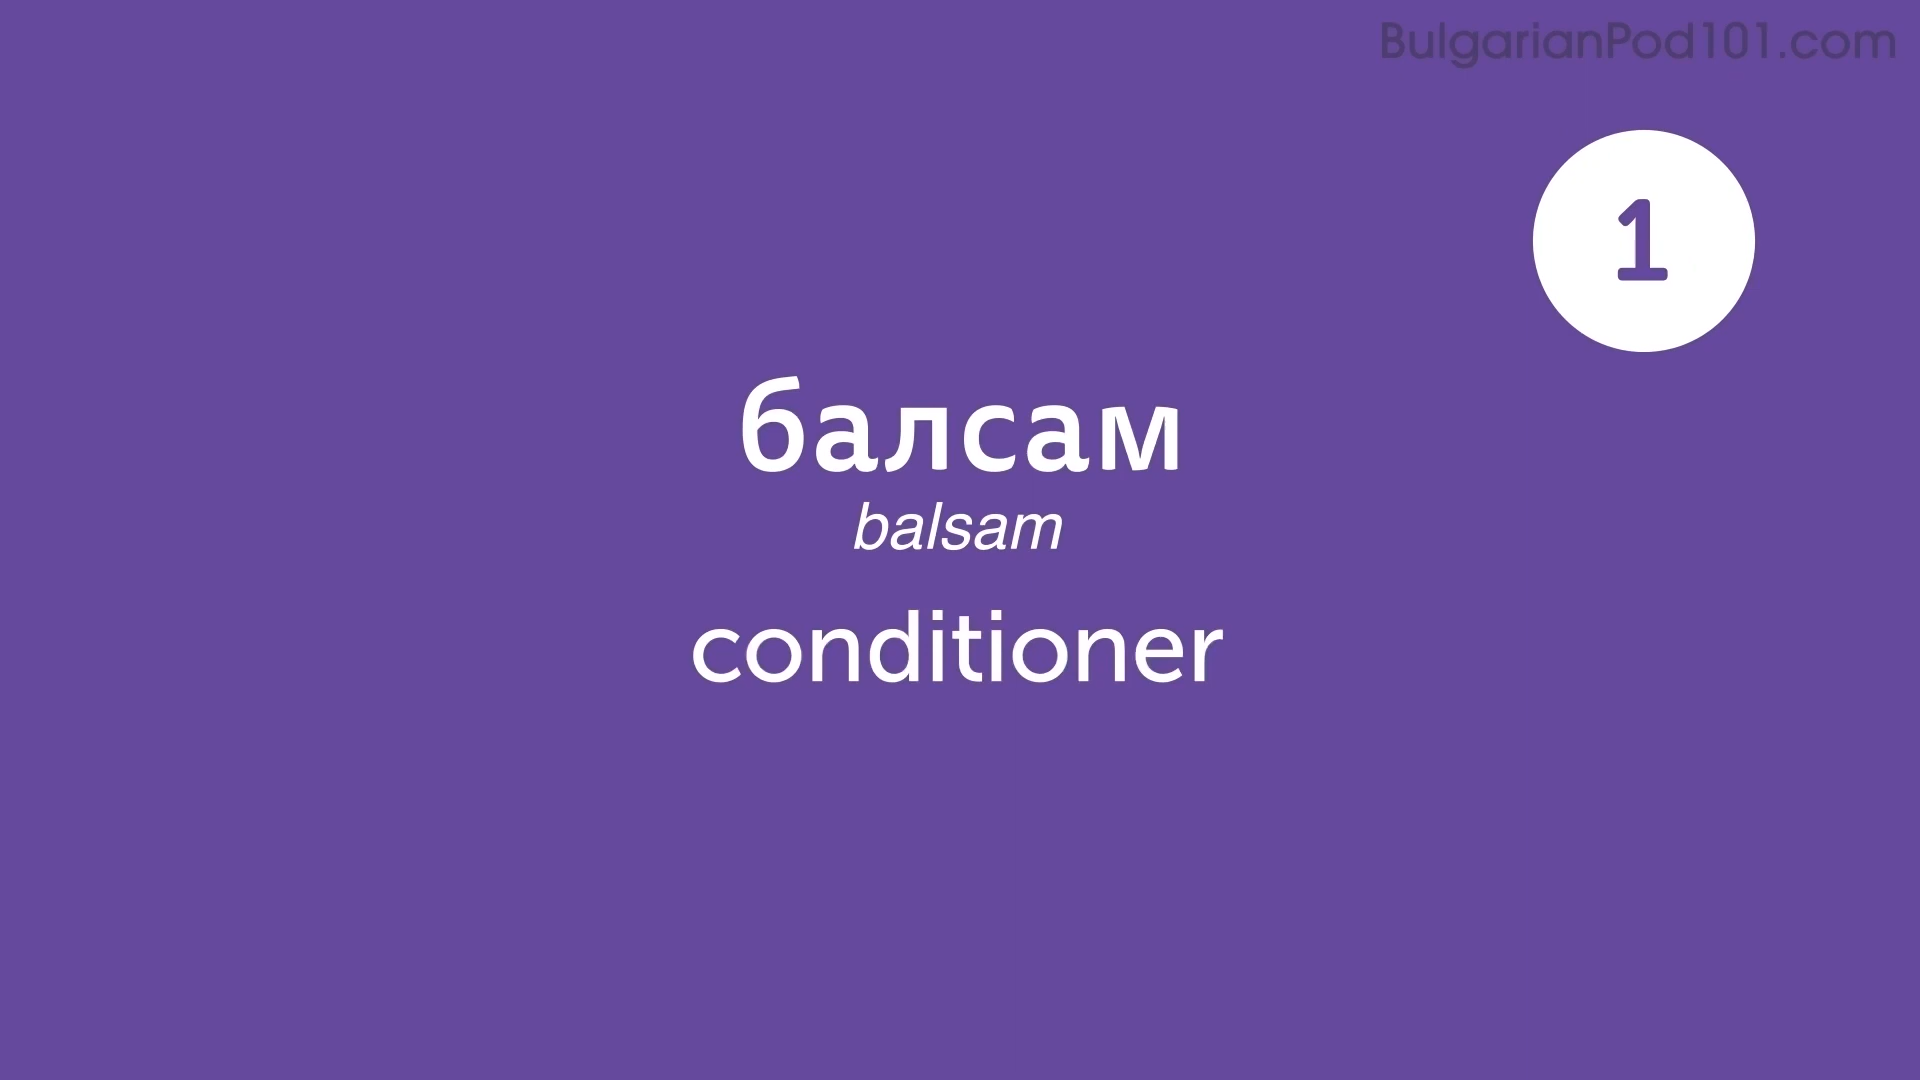 BulgarianPod101.com
1
балсам
balsam
conditioner